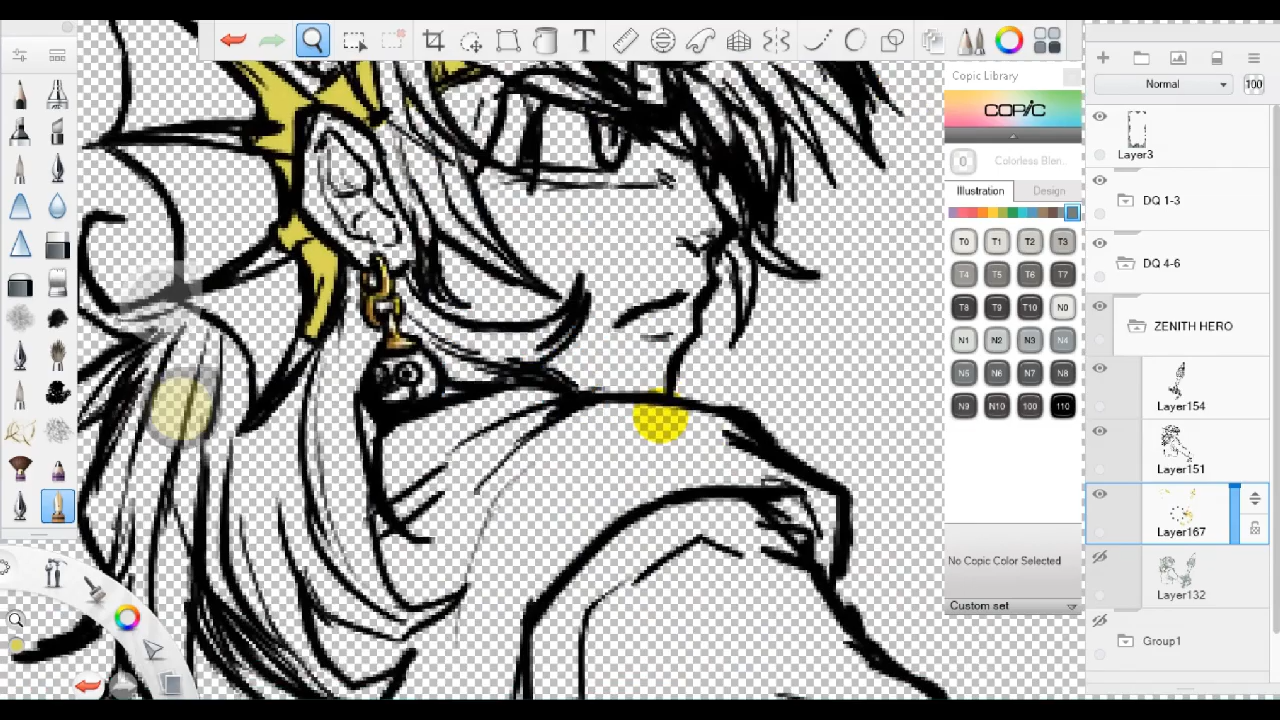 T
Copic Library
COPIC
0 Colorless Blen...
Illustration Design
T0 T1 T2 T3
T4 T5 T6 T7
T8 T9 T10 N0
N1 N2 N3 N4
N5 N6 N7 N8
N9 N10 100 110
No Copic Color Selected
Custom set
Normal 100
Layer3
DQ 1-3
DQ 4-6
ZENITH HERO
Layer154
Layer151
Layer167
Layer132
Group1